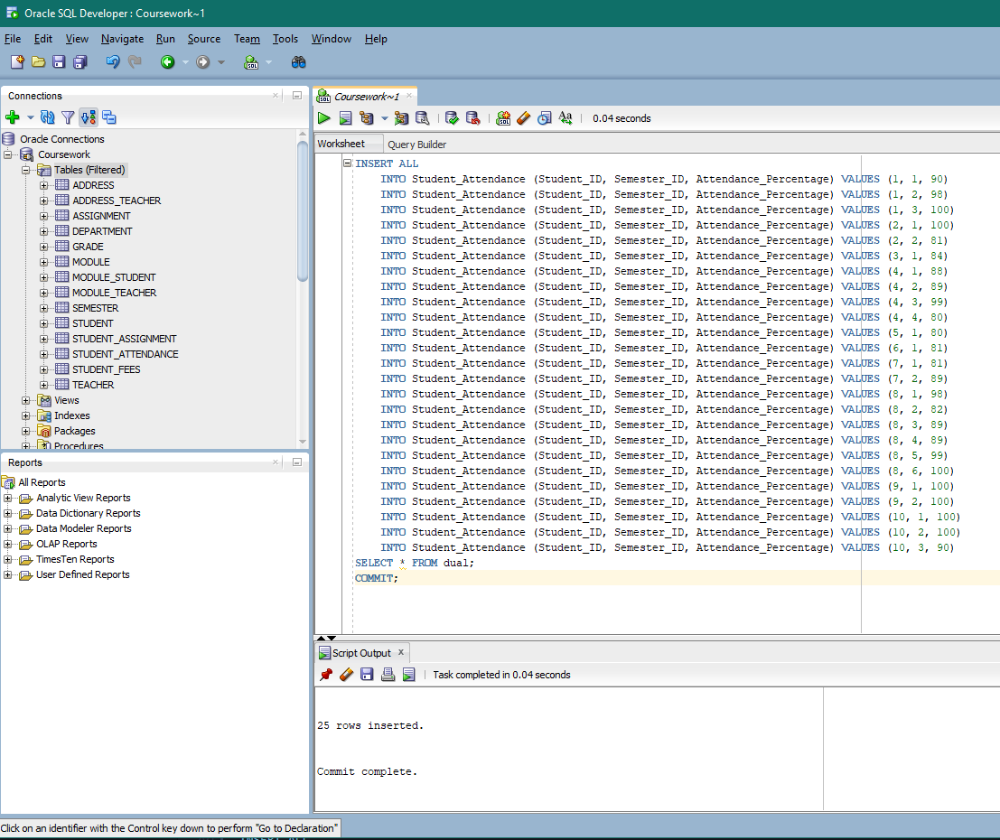 Oracle SQL Developer : Coursework~1
File Edit View Navigate Run Source Team Tools Window Help
Connections
Oracle Connections
Coursework
Tables (Filtered)
ADDRESS
ADDRESS_TEACHER
ASSIGNMENT
DEPARTMENT
GRADE
MODULE
MODULE_STUDENT
MODULE_TEACHER
SEMESTER
STUDENT
STUDENT_ASSIGNMENT
STUDENT_ATTENDANCE
STUDENT_FEES
TEACHER
Views
Indexes
Packages
Procedures
Reports
All Reports
Analytic View Reports
Data Dictionary Reports
Data Modeler Reports
OLAP Reports
TimesTen Reports
User Defined Reports
Coursework~1
0.04 seconds
Worksheet Query Builder
INSERT ALL
INTO Student_Attendance (Student_ID, Semester_ID, Attendance_Percentage) VALUES (1, 1, 90)
INTO Student_Attendance (Student_ID, Semester_ID, Attendance_Percentage) VALUES (1, 2, 98)
INTO Student_Attendance (Student_ID, Semester_ID, Attendance_Percentage) VALUES (1, 3, 100)
INTO Student_Attendance (Student_ID, Semester_ID, Attendance_Percentage) VALUES (2, 1, 100)
INTO Student_Attendance (Student_ID, Semester_ID, Attendance_Percentage) VALUES (2, 2, 81)
INTO Student_Attendance (Student_ID, Semester_ID, Attendance_Percentage) VALUES (3, 1, 84)
INTO Student_Attendance (Student_ID, Semester_ID, Attendance_Percentage) VALUES (4, 1, 88)
INTO Student_Attendance (Student_ID, Semester_ID, Attendance_Percentage) VALUES (4, 2, 89)
INTO Student_Attendance (Student_ID, Semester_ID, Attendance_Percentage) VALUES (4, 3, 99)
INTO Student_Attendance (Student_ID, Semester_ID, Attendance_Percentage) VALUES (4, 4, 80)
INTO Student_Attendance (Student_ID, Semester_ID, Attendance_Percentage) VALUES (5, 1, 80)
INTO Student_Attendance (Student_ID, Semester_ID, Attendance_Percentage) VALUES (6, 1, 81)
INTO Student_Attendance (Student_ID, Semester_ID, Attendance_Percentage) VALUES (7, 1, 81)
INTO Student_Attendance (Student_ID, Semester_ID, Attendance_Percentage) VALUES (7, 2, 89)
INTO Student_Attendance (Student_ID, Semester_ID, Attendance_Percentage) VALUES (8, 1, 98)
INTO Student_Attendance (Student_ID, Semester_ID, Attendance_Percentage) VALUES (8, 2, 82)
INTO Student_Attendance (Student_ID, Semester_ID, Attendance_Percentage) VALUES (8, 3, 89)
INTO Student_Attendance (Student_ID, Semester_ID, Attendance_Percentage) VALUES (8, 4, 89)
INTO Student_Attendance (Student_ID, Semester_ID, Attendance_Percentage) VALUES (8, 5, 99)
INTO Student_Attendance (Student_ID, Semester_ID, Attendance_Percentage) VALUES (8, 6, 100)
INTO Student_Attendance (Student_ID, Semester_ID, Attendance_Percentage) VALUES (9, 1, 100)
INTO Student_Attendance (Student_ID, Semester_ID, Attendance_Percentage) VALUES (9, 2, 100)
INTO Student_Attendance (Student_ID, Semester_ID, Attendance_Percentage) VALUES (10, 1, 100)
INTO Student_Attendance (Student_ID, Semester_ID, Attendance_Percentage) VALUES (10, 2, 100)
INTO Student_Attendance (Student_ID, Semester_ID, Attendance_Percentage) VALUES (10, 3, 90)
SELECT * FROM dual;
COMMIT;
Script Output
Task completed in 0.04 seconds
25 rows inserted.
Commit complete.
Click on an identifier with the Control key down to perform "Go to Declaration"